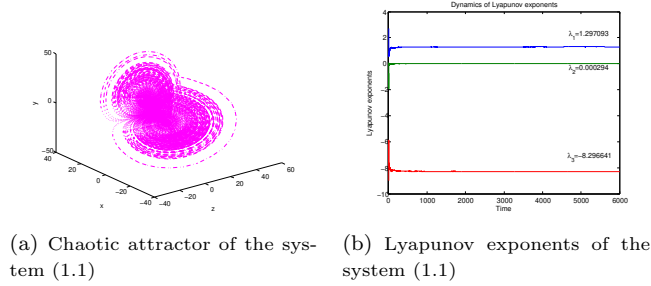 50
0
−50
y
40
20
0
−20
−40
x
−40
−20
0
20
40
60
z
Dynamics of Lyapunov exponents
4
2
0
−2
−4
−6
−8
−10
Lyapunov exponents
λ1=1.297093
λ2=0.000294
λ3=−8.296641
0
1000
2000
3000
4000
5000
6000
Time
(a) Chaotic attractor of the sys-
tem (1.1)
(b) Lyapunov exponents of the
system (1.1)